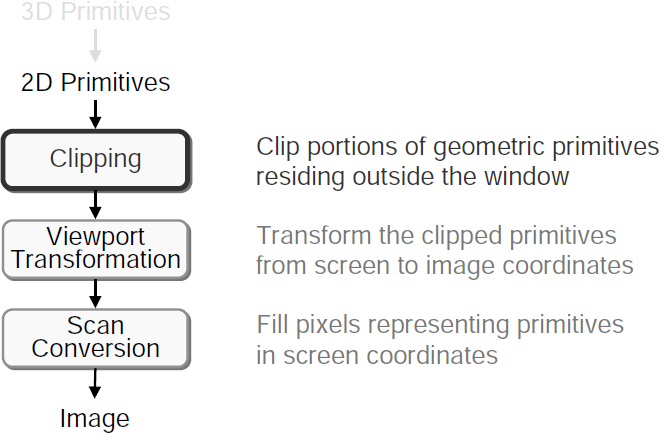 3D Primitives
2D Primitives
Clipping
Clip portions of geometric primitives
residing outside the window
Viewport
Transformation
Transform the clipped primitives
from screen to image coordinates
Scan
Conversion
Fill pixels representing primitives
in screen coordinates
Image